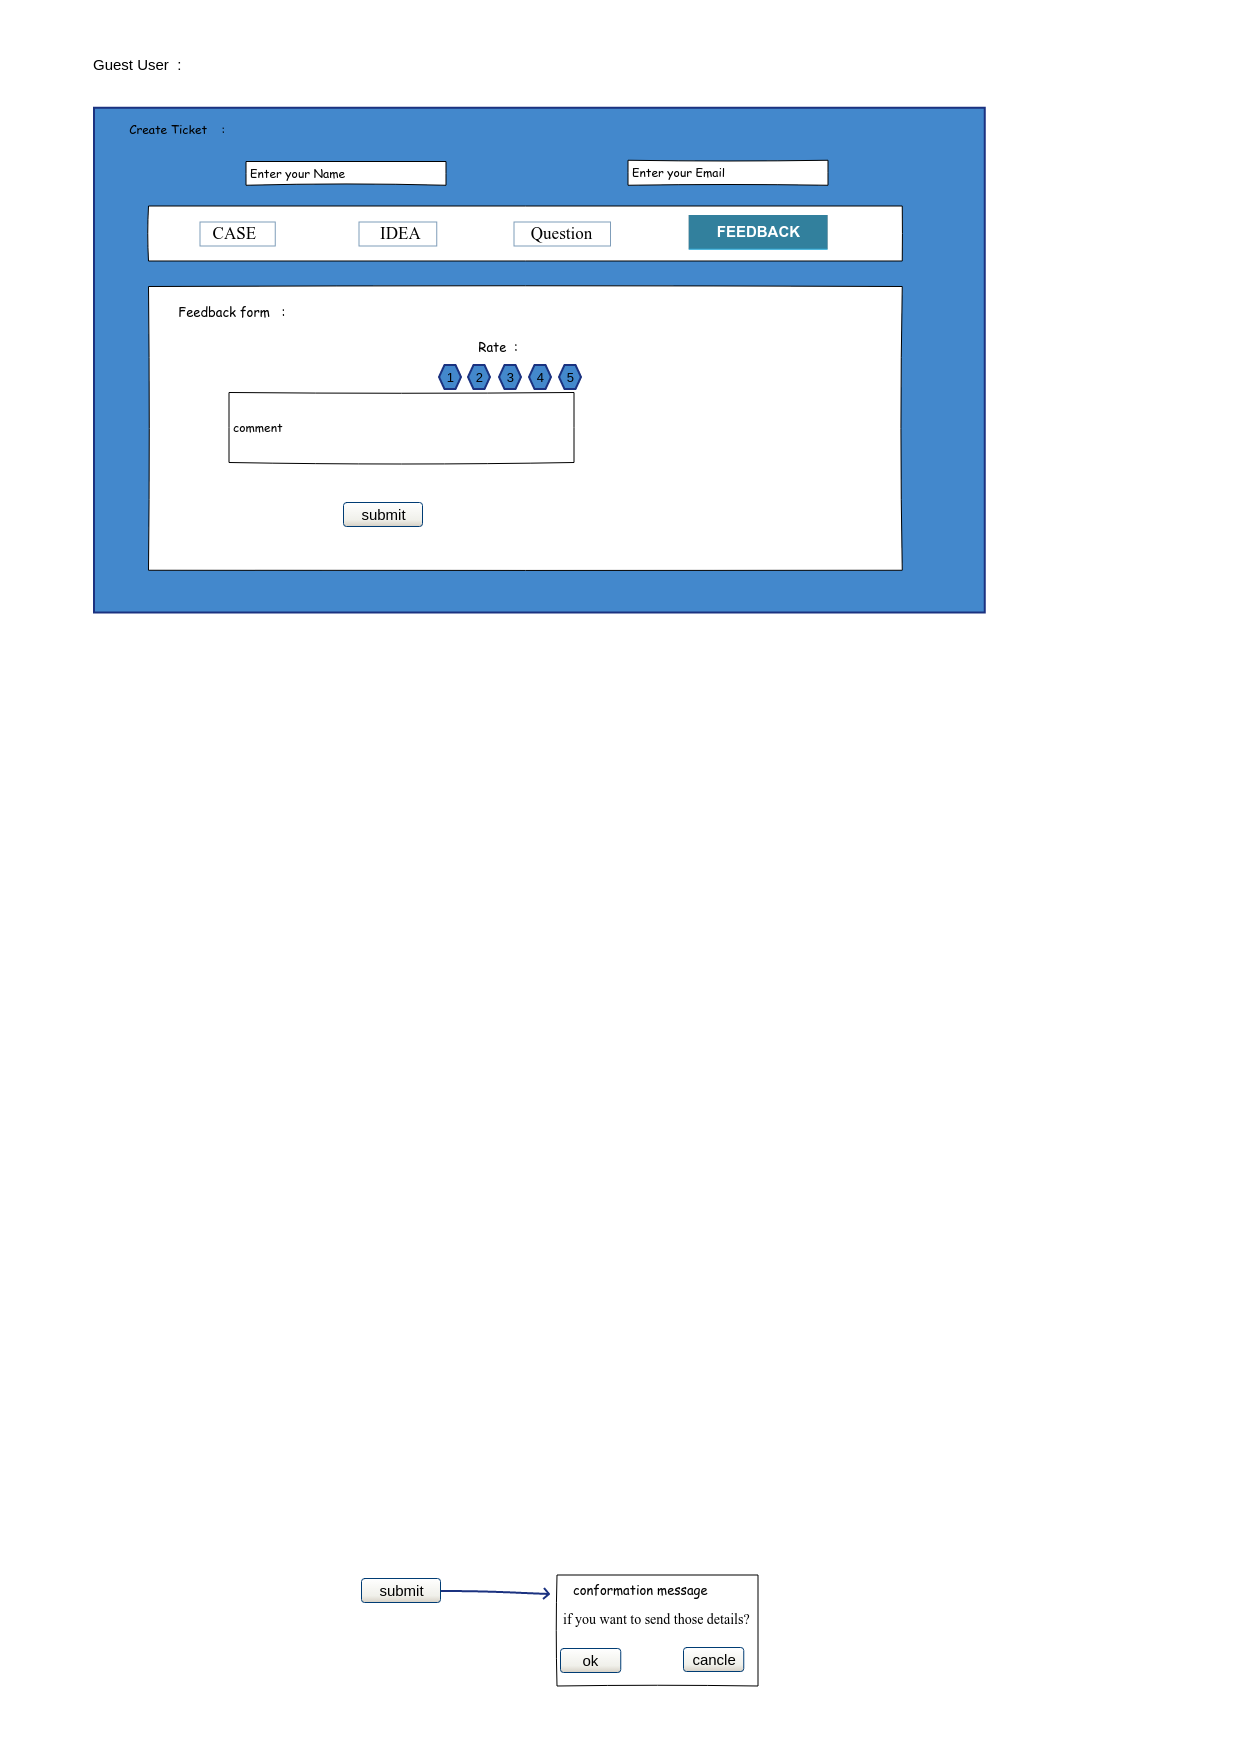 Guest User  :
Create Ticket    :
Enter your Name
Enter your Email
CASE
IDEA
Question
FEEDBACK
Feedback form   :
Rate  :
1 2 3 4 5
comment
submit
submit
conformation message
if you want to send those details?
ok
cancle